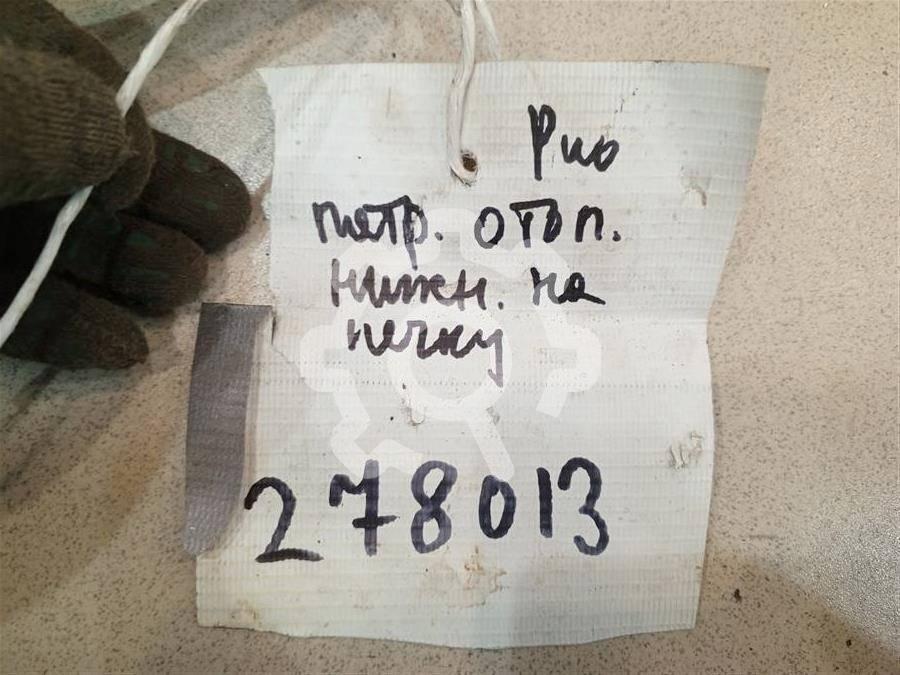 Рио
патр. отоп.
нижн. на
печку
278013